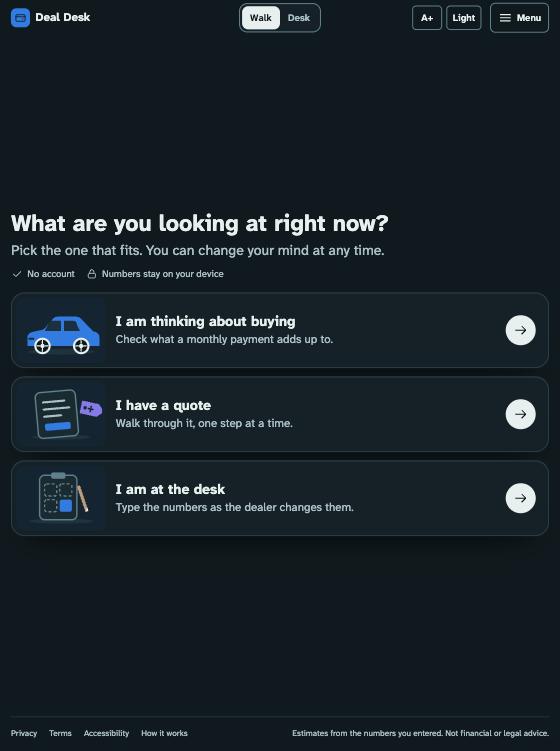 Deal Desk
Walk Desk
A+ Light Menu
What are you looking at right now?
Pick the one that fits. You can change your mind at any time.
No account Numbers stay on your device
I am thinking about buying
Check what a monthly payment adds up to.
I have a quote
Walk through it, one step at a time.
I am at the desk
Type the numbers as the dealer changes them.
Privacy Terms Accessibility How it works Estimates from the numbers you entered. Not financial or legal advice.